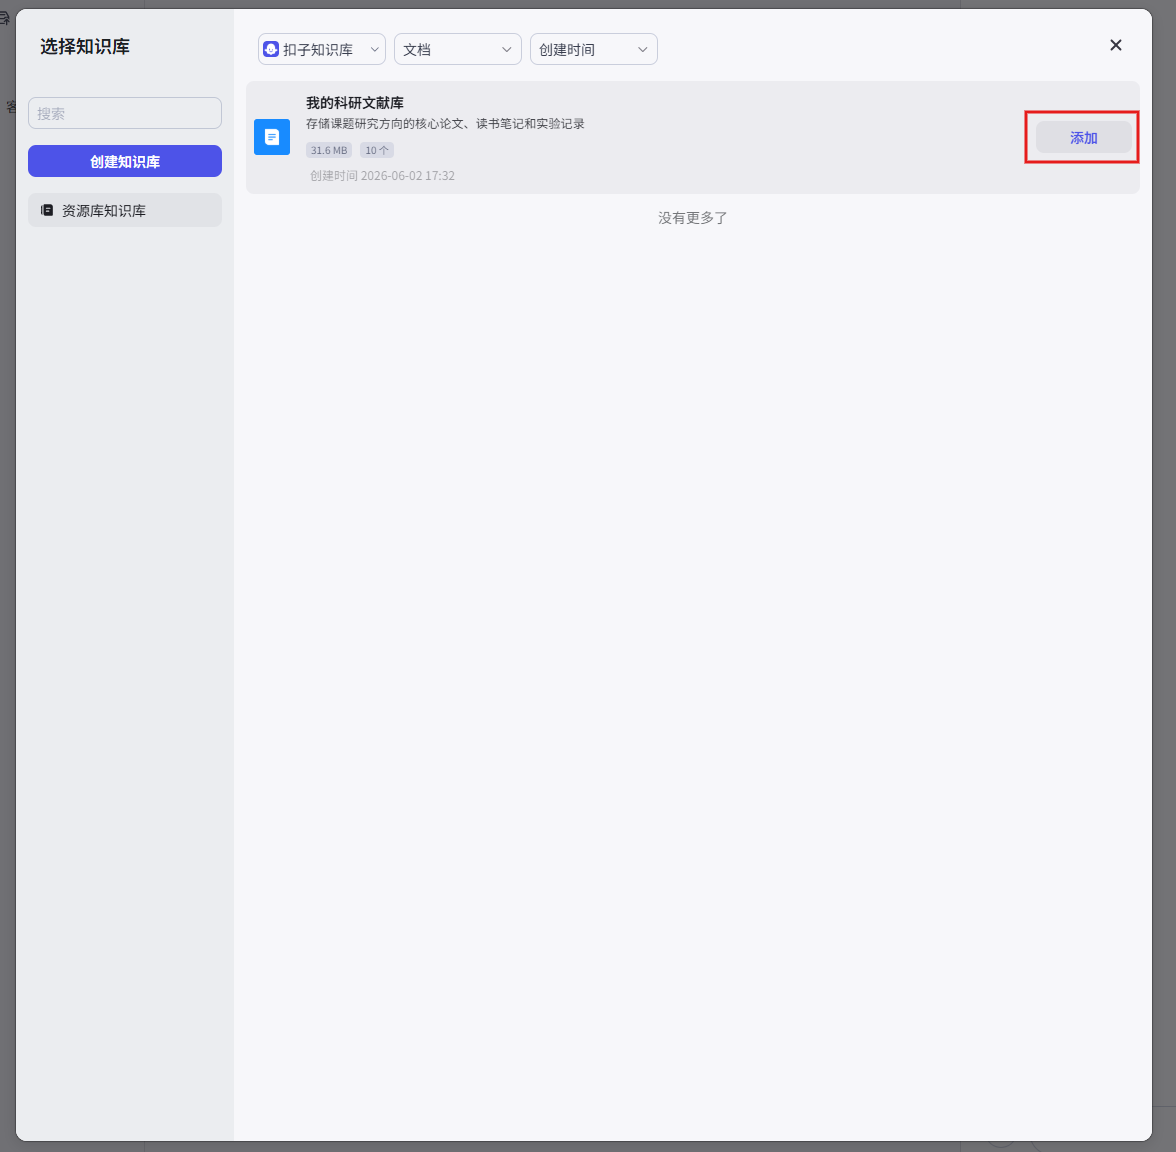 选择知识库
搜索
创建知识库
资源库知识库
扣子知识库
文档
创建时间
我的科研文献库
存储课题研究方向的核心论文、读书笔记和实验记录
31.6 MB
10 个
创建时间 2026-06-02 17:32
添加
没有更多了